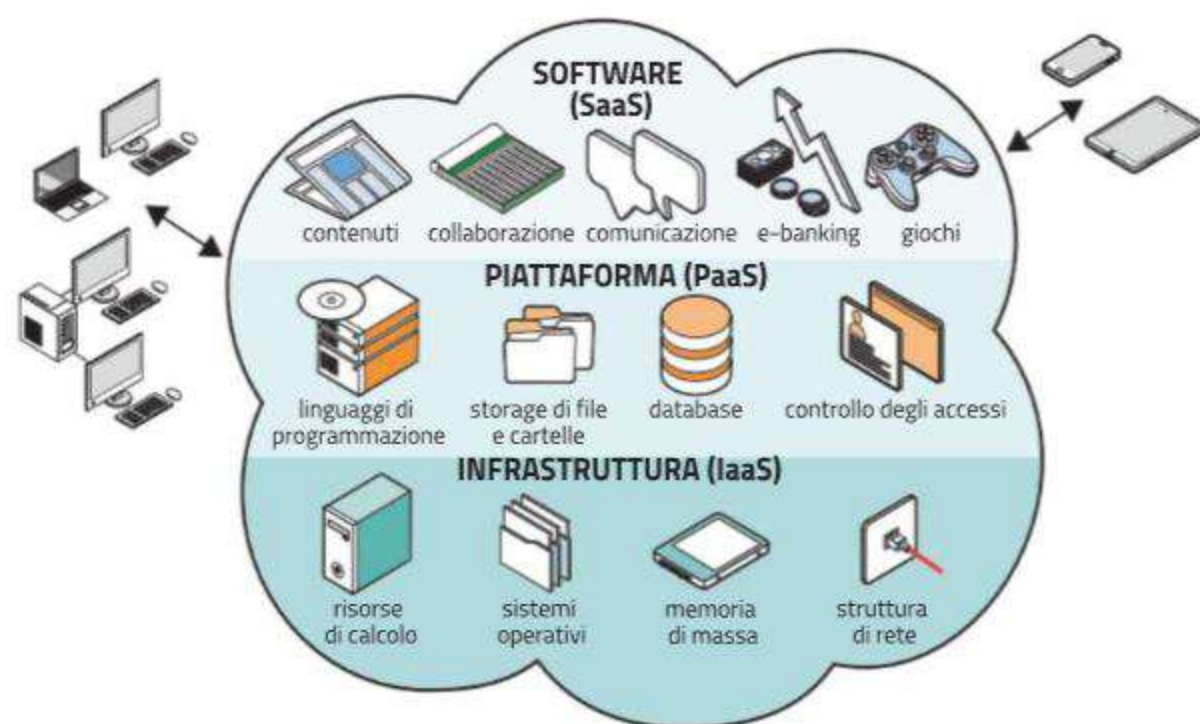 SOFTWARE
(SaaS)
contenuti
collaborazione
comunicazione
e-banking
giochi
PIATTAFORMA (PaaS)
linguaggi di
programmazione
storage di file
e cartelle
database
controllo degli accessi
INFRASTRUTTURA (IaaS)
risorse
di calcolo
sistemi
operativi
memoria
di massa
struttura
di rete